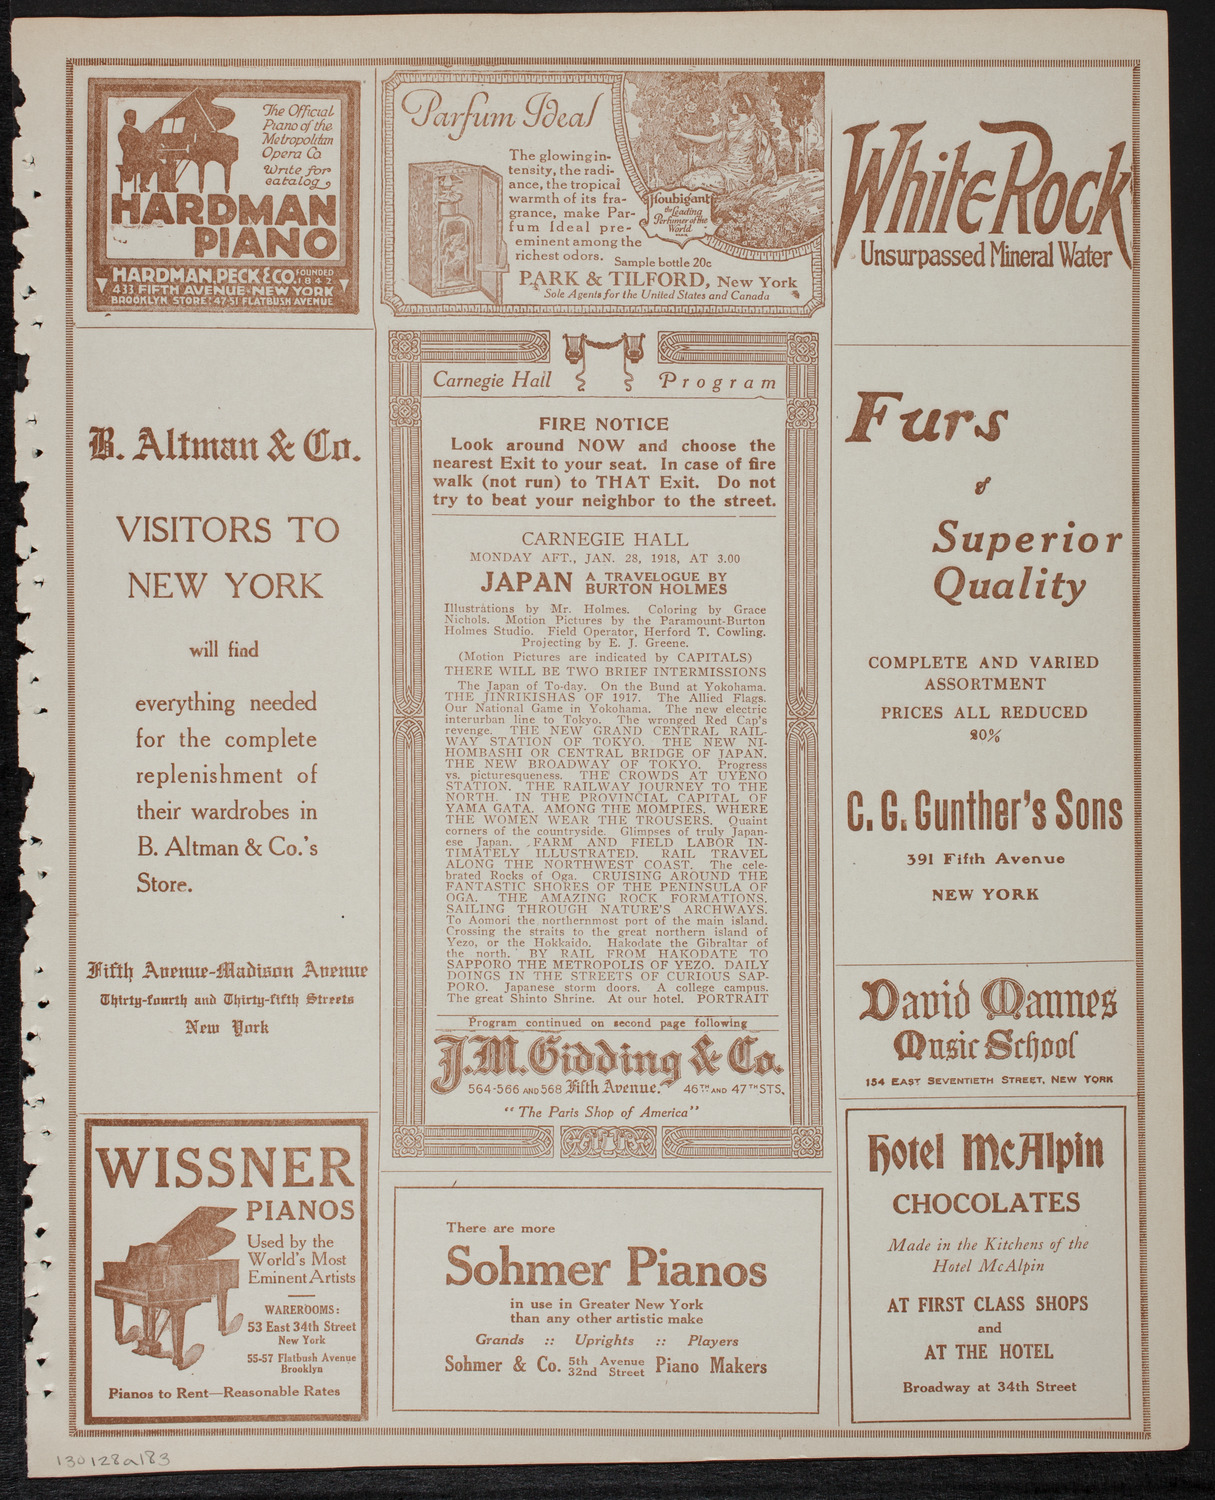 The Official
Piano of the
Metropolitan
Opera Co.
Write for
catalog
HARDMAN
PIANO
HARDMAN, PECK & CO. FOUNDED 1842
433 FIFTH AVENUE-NEW YORK
BROOKLYN STORE: 47-51 FLATBUSH AVENUE
B. Altman & Co.
VISITORS TO
NEW YORK
will find
everything needed
for the complete
replenishment of
their wardrobes in
B. Altman & Co.'s
Store.
Fifth Avenue-Madison Avenue
Thirty-fourth and Thirty-fifth Streets
New York
WISSNER
PIANOS
Used by the
World's Most
Eminent Artists
WAREROOMS:
53 East 34th Street
New York
55-57 Flatbush Avenue
Brooklyn
Pianos to Rent—Reasonable Rates
Parfum Ideal
The glowing in-
tensity, the radi-
ance, the tropical
warmth of its fra-
grance, make Par-
fum Ideal pre-
eminent among the
richest odors.
Sample bottle 20c
Houbigant
the Leading
Perfumer of the
World
PARK & TILFORD, New York
Sole Agents for the United States and Canada
Carnegie Hall Program
FIRE NOTICE
Look around NOW and choose the
nearest Exit to your seat. In case of fire
walk (not run) to THAT Exit. Do not
try to beat your neighbor to the street.
CARNEGIE HALL
MONDAY AFT., JAN. 28, 1918, AT 3.00
JAPAN A TRAVELOGUE BY
BURTON HOLMES
Illustrations by Mr. Holmes. Coloring by Grace
Nichols. Motion Pictures by the Paramount-Burton
Holmes Studio. Field Operator, Herford T. Cowling.
Projecting by E. J. Greene.
(Motion Pictures are indicated by CAPITALS)
THERE WILL BE TWO BRIEF INTERMISSIONS
The Japan of To-day. On the Bund at Yokohama.
THE JINRIKISHAS OF 1917. The Allied Flags.
Our National Game in Yokohama. The new electric
interurban line to Tokyo. The wronged Red Cap's
revenge. THE NEW GRAND CENTRAL RAIL-
WAY STATION OF TOKYO. THE NEW NI-
HOMBASHI OR CENTRAL BRIDGE OF JAPAN.
THE NEW BROADWAY OF TOKYO. Progress
vs. picturesqueness. THE CROWDS AT UYENO
STATION. THE RAILWAY JOURNEY TO THE
NORTH. IN THE PROVINCIAL CAPITAL OF
YAMA GATA. AMONG THE MOMPIES, WHERE
THE WOMEN WEAR THE TROUSERS. Quaint
corners of the countryside. Glimpses of truly Japan-
ese Japan. FARM AND FIELD LABOR IN-
TIMATELY ILLUSTRATED. RAIL TRAVEL
ALONG THE NORTHWEST COAST. The cele-
brated Rocks of Oga. CRUISING AROUND THE
FANTASTIC SHORES OF THE PENINSULA OF
OGA. THE AMAZING ROCK FORMATIONS.
SAILING THROUGH NATURE'S ARCHWAYS.
To Aomori the northernmost port of the main island.
Crossing the straits to the great northern island of
Yezo, or the Hokkaido. Hakodate the Gibraltar of
the north. BY RAIL FROM HAKODATE TO
SAPPORO THE METROPOLIS OF YEZO. DAILY
DOINGS IN THE STREETS OF CURIOUS SAP-
PORO. Japanese storm doors. A college campus.
The great Shinto Shrine. At our hotel. PORTRAIT
Program continued on second page following
J.M. Gidding & Co.
564-566 AND 568 Fifth Avenue. 46TH AND 47TH STS.
"The Paris Shop of America"
There are more
Sohmer Pianos
in use in Greater New York
than any other artistic make
Grands :: Uprights :: Players
Sohmer & Co. 5th Avenue
32nd Street Piano Makers
White Rock
Unsurpassed Mineral Water
Furs
of
Superior
Quality
COMPLETE AND VARIED
ASSORTMENT
PRICES ALL REDUCED
20%
C. G. Gunther's Sons
391 Fifth Avenue
NEW YORK
David Mannes
Music School
154 EAST SEVENTIETH STREET, NEW YORK
Hotel McAlpin
CHOCOLATES
Made in the Kitchens of the
Hotel McAlpin
AT FIRST CLASS SHOPS
and
AT THE HOTEL
Broadway at 34th Street
130128a183